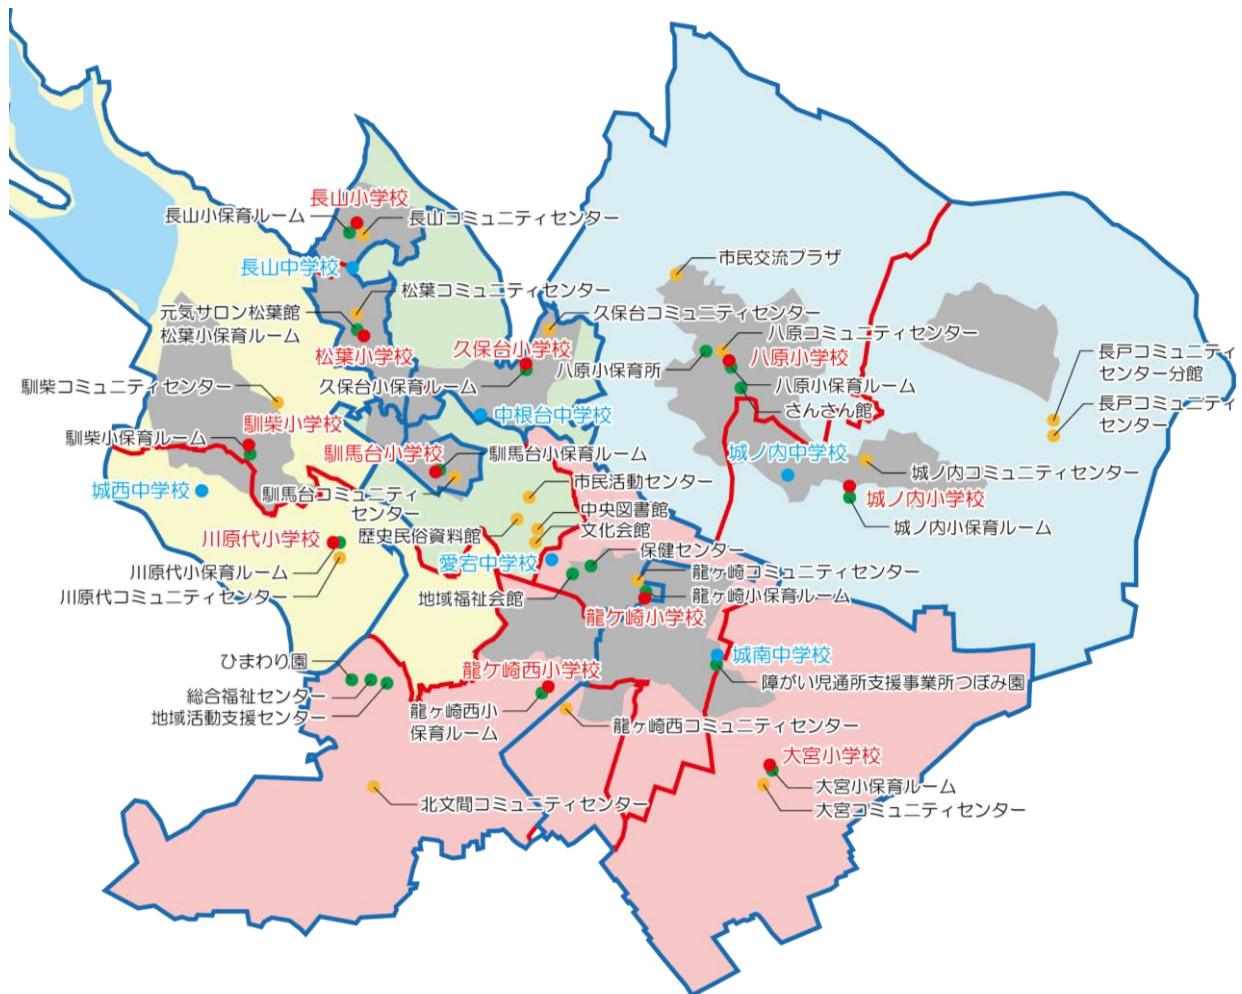 長山小学校
長山小保育ルーム
長山コミュニティセンター
長山中学校
市民交流プラザ
松葉コミュニティセンター
元気サロン松葉館
松葉小保育ルーム
久保台コミュニティセンター
八原コミュニティセンター
松葉小学校
久保台小学校
八原小学校
長戸コミュニティ
センター分館
八原小保育所
馴柴コミュニティセンター
久保台小保育ルーム
八原小保育ルーム
さんさん館
長戸コミュニティ
センター
中根台中学校
馴柴小学校
馴柴小保育ルーム
馴馬台小学校
馴馬台小保育ルーム
城ノ内中学校
城ノ内コミュニティセンター
城西中学校
馴馬台コミュニティ
センター
市民活動センター
城ノ内小学校
中央図書館
文化会館
歴史民俗資料館
城ノ内小保育ルーム
川原代小学校
保健センター
愛宕中学校
川原代小保育ルーム
龍ヶ崎コミュニティセンター
川原代コミュニティセンター
地域福祉会館
龍ヶ崎小保育ルーム
龍ケ崎小学校
ひまわり園
龍ケ崎西小学校
城南中学校
総合福祉センター
障がい児通所支援事業所つぼみ園
地域活動支援センター
龍ヶ崎西小
保育ルーム
龍ヶ崎西コミュニティセンター
大宮小学校
大宮小保育ルーム
北文間コミュニティセンター
大宮コミュニティセンター